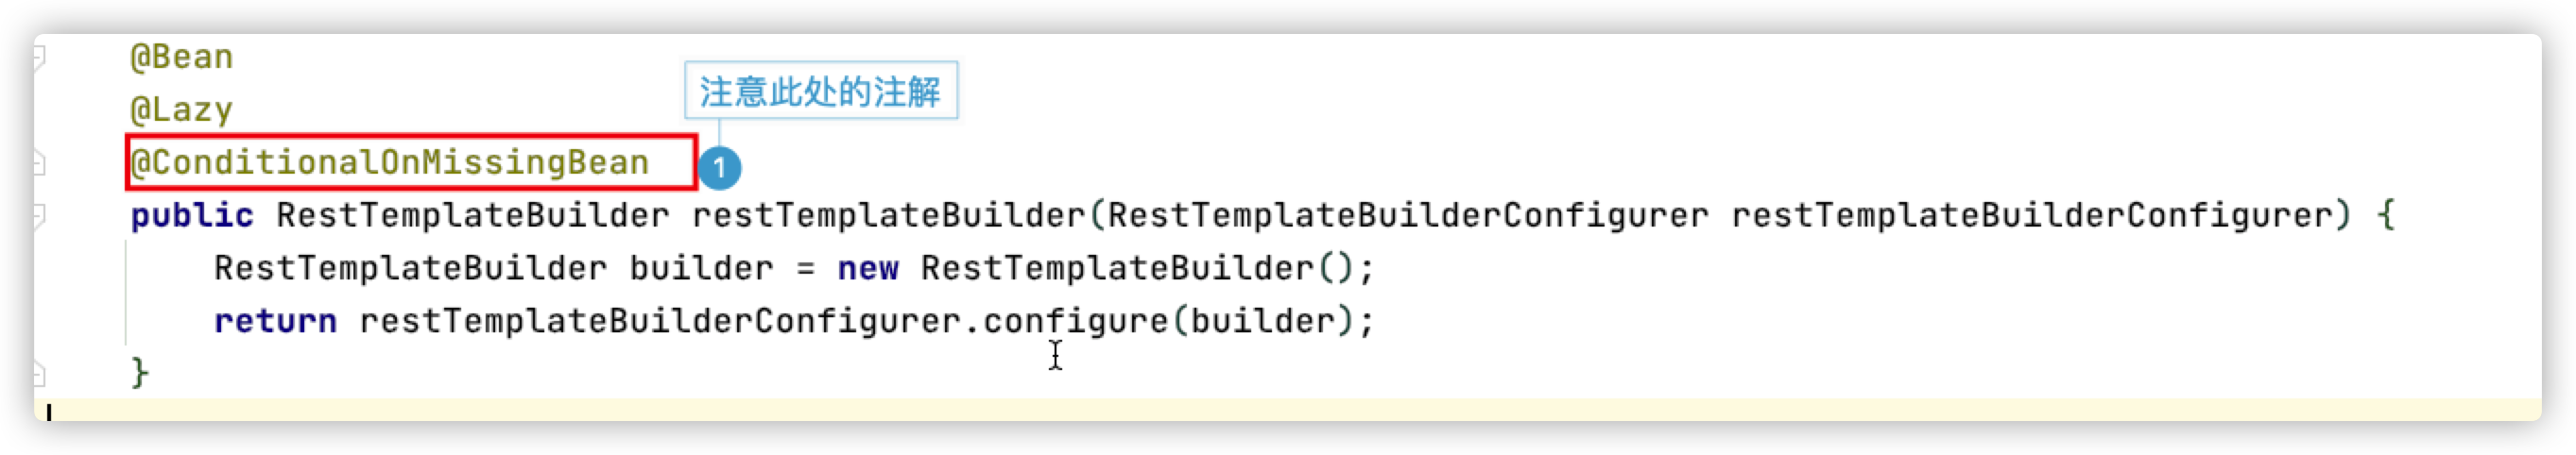 @Bean
注意此处的注解
@Lazy
@ConditionalOnMissingBean
1
public RestTemplateBuilder restTemplateBuilder(RestTemplateBuilderConfigurer restTemplateBuilderConfigurer) {
RestTemplateBuilder builder = new RestTemplateBuilder();
return restTemplateBuilderConfigurer.configure(builder);
}